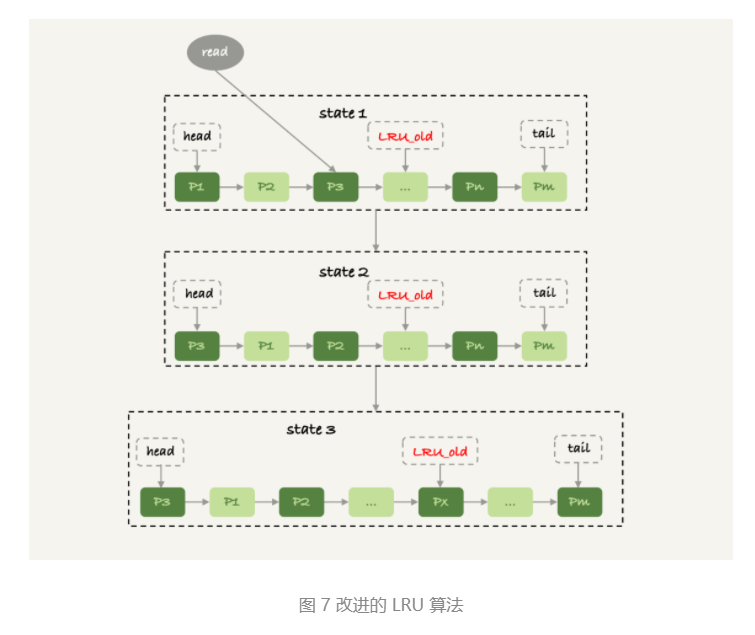 read
state 1
head
LRU_old
tail
P1 P2 P3 ... Pn Pm
state 2
head
LRU_old
tail
P3 P1 P2 ... Pn Pm
state 3
head
LRU_old
tail
P3 P1 P2 ... Px ... Pm
图 7 改进的 LRU 算法